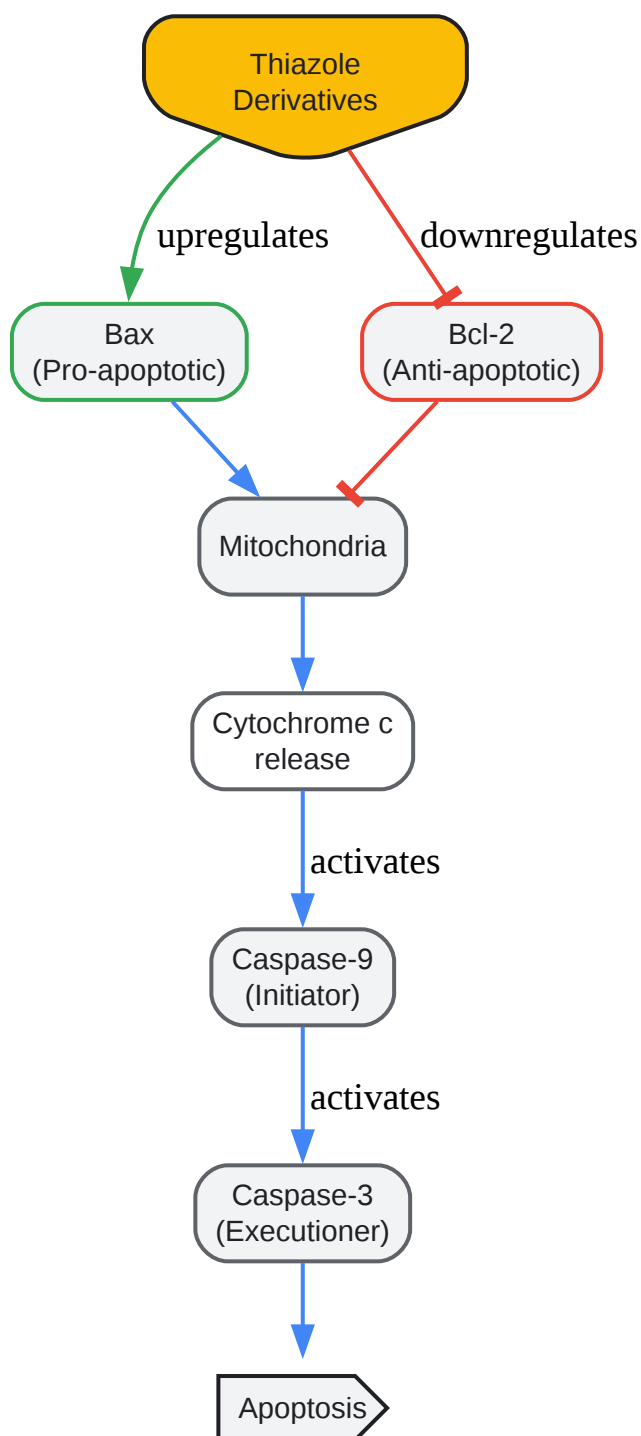 Thiazole
Derivatives
upregulates
downregulates
Bax
(Pro-apoptotic)
Bcl-2
(Anti-apoptotic)
Mitochondria
Cytochrome c
release
activates
Caspase-9
(Initiator)
activates
Caspase-3
(Executioner)
Apoptosis